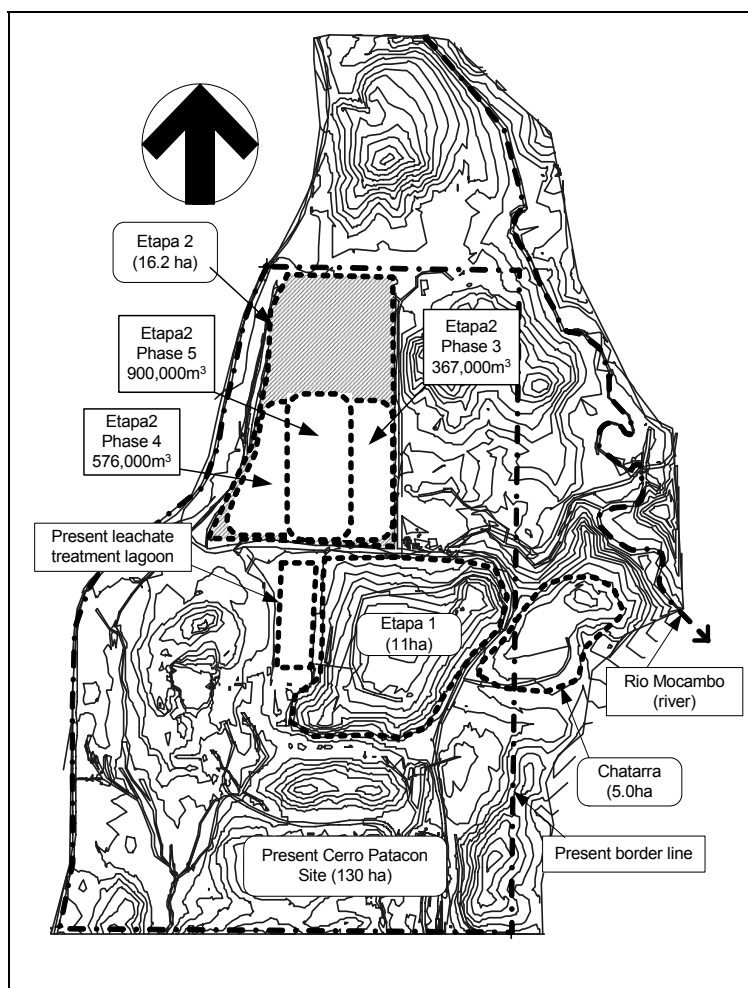 Etapa 2
(16.2 ha)
Etapa2
Phase 5
900,000m³
Etapa2
Phase 3
367,000m³
Etapa2
Phase 4
576,000m³
Present leachate
treatment lagoon
Etapa 1
(11ha)
Rio Mocambo
(river)
Chatarra
(5.0ha
Present border line
Present Cerro Patacon
Site (130 ha)